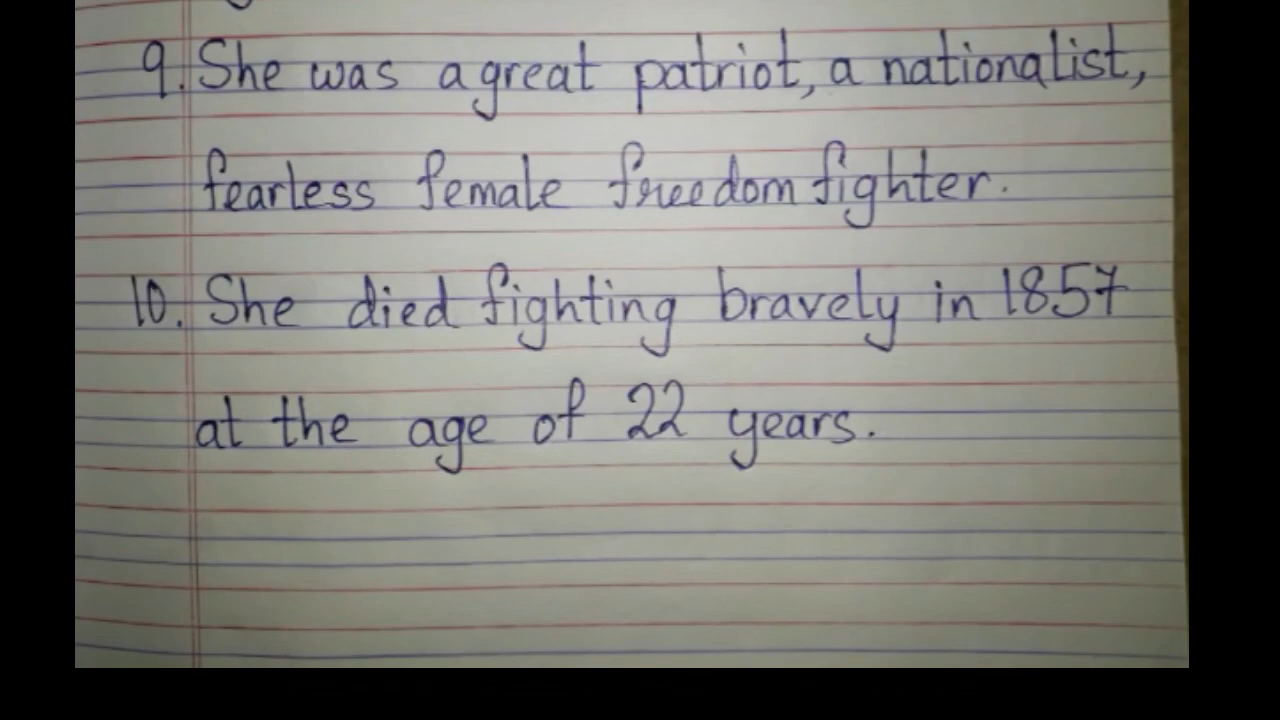 9. She was a great patriot, a nationalist,
fearless female freedom fighter.
10. She died fighting bravely in 1857
at the age of 22 years.